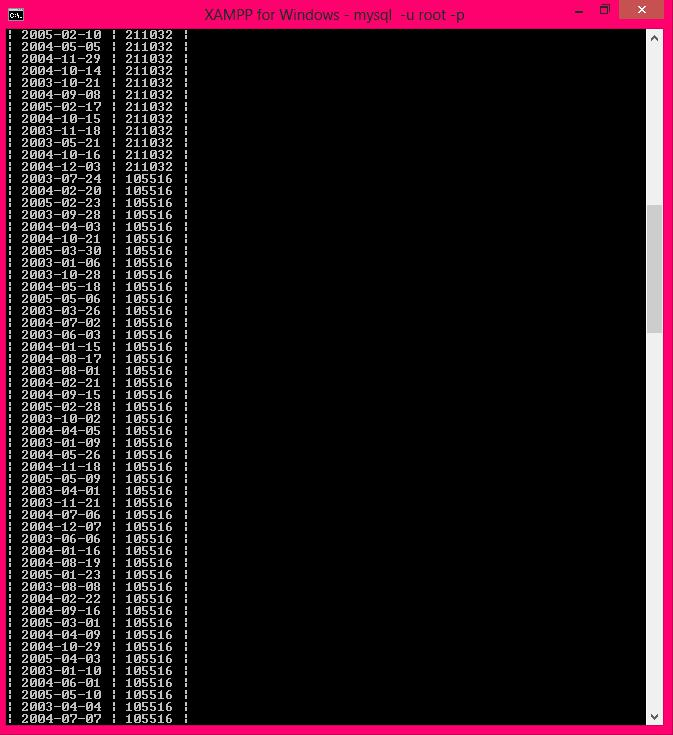 XAMPP for Windows - mysql -u root -p
| 2005-02-10 | 211032 |
| 2004-05-05 | 211032 |
| 2004-11-29 | 211032 |
| 2004-10-14 | 211032 |
| 2003-10-21 | 211032 |
| 2004-09-08 | 211032 |
| 2005-02-17 | 211032 |
| 2004-10-15 | 211032 |
| 2003-11-18 | 211032 |
| 2003-05-21 | 211032 |
| 2004-10-16 | 211032 |
| 2004-12-03 | 211032 |
| 2003-07-24 | 105516 |
| 2004-02-20 | 105516 |
| 2005-02-23 | 105516 |
| 2003-09-28 | 105516 |
| 2004-04-03 | 105516 |
| 2004-10-21 | 105516 |
| 2005-03-30 | 105516 |
| 2003-01-06 | 105516 |
| 2003-10-28 | 105516 |
| 2004-05-18 | 105516 |
| 2005-05-06 | 105516 |
| 2003-03-26 | 105516 |
| 2004-07-02 | 105516 |
| 2003-06-03 | 105516 |
| 2004-01-15 | 105516 |
| 2004-08-17 | 105516 |
| 2003-08-01 | 105516 |
| 2004-02-21 | 105516 |
| 2004-09-15 | 105516 |
| 2005-02-28 | 105516 |
| 2003-10-02 | 105516 |
| 2004-04-05 | 105516 |
| 2003-01-09 | 105516 |
| 2004-05-26 | 105516 |
| 2004-11-18 | 105516 |
| 2005-05-09 | 105516 |
| 2003-04-01 | 105516 |
| 2003-11-21 | 105516 |
| 2004-07-06 | 105516 |
| 2004-12-07 | 105516 |
| 2003-06-06 | 105516 |
| 2004-01-16 | 105516 |
| 2004-08-19 | 105516 |
| 2005-01-23 | 105516 |
| 2003-08-08 | 105516 |
| 2004-02-22 | 105516 |
| 2004-09-16 | 105516 |
| 2005-03-01 | 105516 |
| 2004-04-09 | 105516 |
| 2004-10-29 | 105516 |
| 2005-04-03 | 105516 |
| 2003-01-10 | 105516 |
| 2004-06-01 | 105516 |
| 2005-05-10 | 105516 |
| 2003-04-04 | 105516 |
| 2004-07-07 | 105516 |